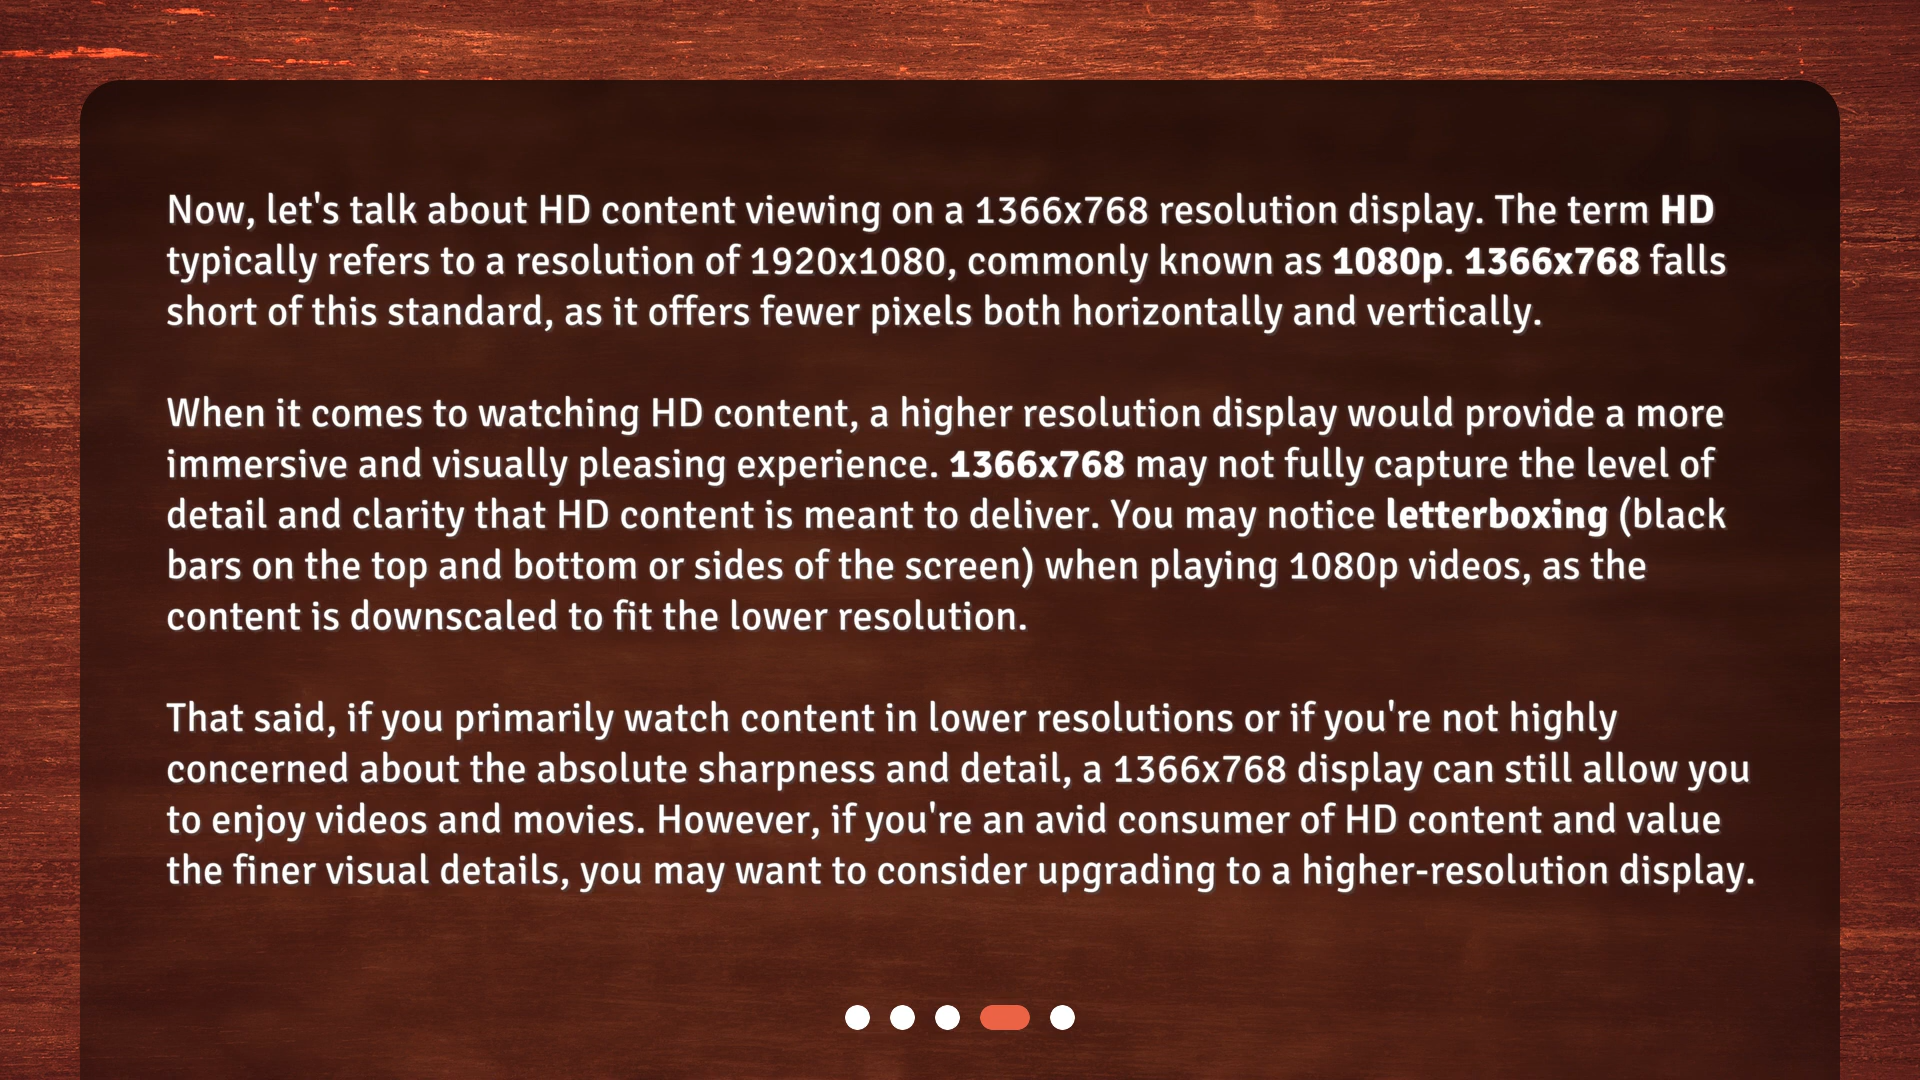 Now, let's talk about HD content viewing on a 1366x768 resolution display. The term HD
typically refers to a resolution of 1920x1080, commonly known as 1080p. 1366x768 falls
short of this standard, as it offers fewer pixels both horizontally and vertically.
When it comes to watching HD content, a higher resolution display would provide a more
immersive and visually pleasing experience. 1366x768 may not fully capture the level of
detail and clarity that HD content is meant to deliver. You may notice letterboxing (black
bars on the top and bottom or sides of the screen) when playing 1080p videos, as the
content is downscaled to fit the lower resolution.
That said, if you primarily watch content in lower resolutions or if you're not highly
concerned about the absolute sharpness and detail, a 1366x768 display can still allow you
to enjoy videos and movies. However, if you're an avid consumer of HD content and value
the finer visual details, you may want to consider upgrading to a higher-resolution display.